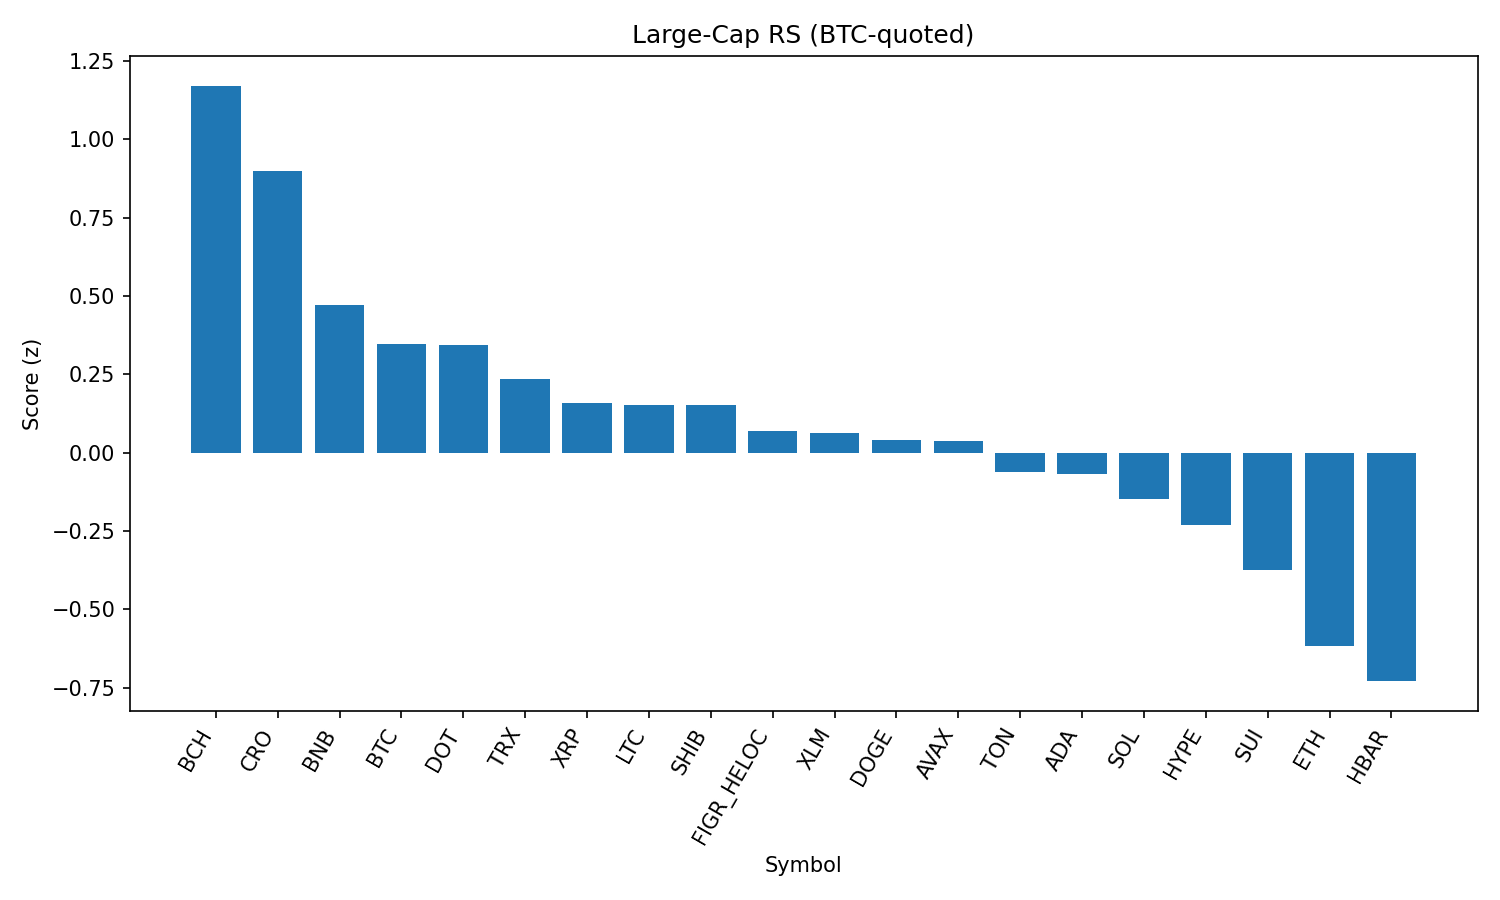 Large-Cap RS (BTC-quoted)
1.25
1.00
0.75
0.50
0.25
0.00
−0.25
−0.50
−0.75
Score (z)
BCH
CRO
BNB
BTC
DOT
TRX
XRP
LTC
SHIB
FIGR_HELOC
XLM
DOGE
AVAX
TON
ADA
SOL
HYPE
SUI
ETH
HBAR
Symbol